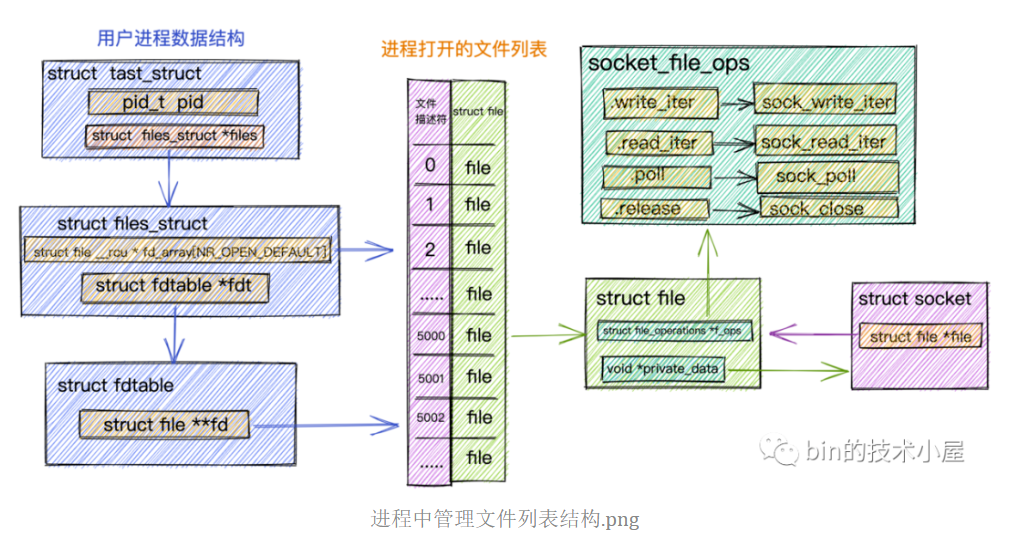 用户进程数据结构
struct tast_struct
pid_t pid
struct files_struct *files
struct files_struct
struct file __rcu * fd_array[NR_OPEN_DEFAULT]
struct fdtable *fdt
struct fdtable
struct file **fd
进程打开的文件列表
文件
描述符
struct file
0
file
1
file
2
file
.....
file
5000
file
5001
file
5002
file
.....
file
socket_file_ops
.write_iter
sock_write_iter
.read_iter
sock_read_iter
.poll
sock_poll
.release
sock_close
struct file
struct file_operations *f_ops
void *private_data
struct socket
struct file *file
bin的技术小屋
进程中管理文件列表结构.png